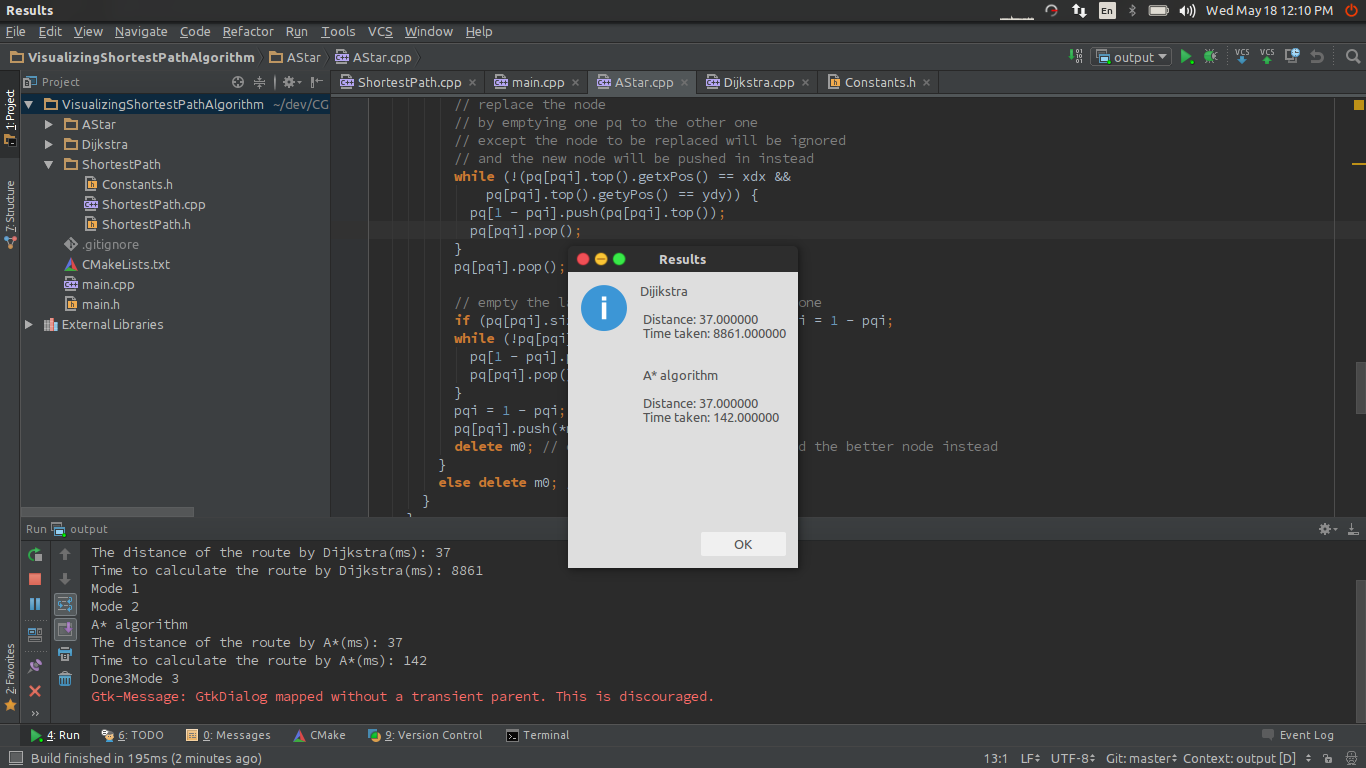 Results
En
Wed May 18 12:10 PM
File Edit View Navigate Code Refactor Run Tools VCS Window Help
VisualizingShortestPathAlgorithm AStar AStar.cpp
output
VCS VCS
Project
ShortestPath.cpp main.cpp AStar.cpp Dijkstra.cpp Constants.h
1: Project
7: Structure
2: Favorites
VisualizingShortestPathAlgorithm ~/dev/CG
AStar
Dijkstra
ShortestPath
Constants.h
ShortestPath.cpp
ShortestPath.h
.gitignore
CMakeLists.txt
main.cpp
main.h
External Libraries
// replace the node
// by emptying one pq to the other one
// except the node to be replaced will be ignored
// and the new node will be pushed in instead
while (!(pq[pqi].top().getxPos() == xdx &&
pq[pqi].top().getyPos() == ydy)) {
pq[1 - pqi].push(pq[pqi].top());
pq[pqi].pop();
}
pq[pqi].pop();
// empty the l one
if (pq[pqi].siz i = 1 - pqi;
while (!pq[pqi
pq[1 - pqi].p
pq[pqi].pop(
}
pqi = 1 - pqi;
pq[pqi].push(*
delete m0; // d the better node instead
}
else delete m0;
}
Results
Dijikstra
Distance: 37.000000
Time taken: 8861.000000
A* algorithm
Distance: 37.000000
Time taken: 142.000000
OK
Run output
The distance of the route by Dijkstra(ms): 37
Time to calculate the route by Dijkstra(ms): 8861
Mode 1
Mode 2
A* algorithm
The distance of the route by A*(ms): 37
Time to calculate the route by A*(ms): 142
Done3Mode 3
Gtk-Message: GtkDialog mapped without a transient parent. This is discouraged.
4: Run 6: TODO 0: Messages CMake 9: Version Control Terminal Event Log
Build finished in 195ms (2 minutes ago) 13:1 LF UTF-8 Git: master Context: output [D]